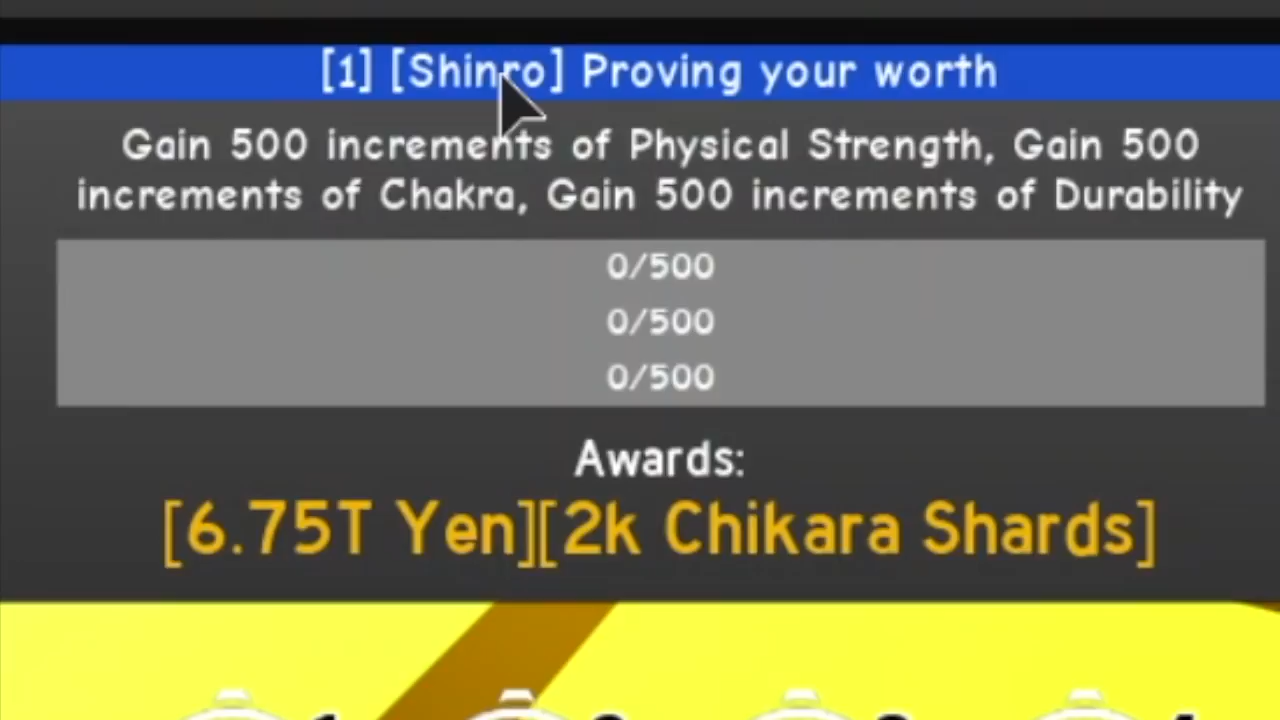 [1] [Shinro] Proving your worth
Gain 500 increments of Physical Strength, Gain 500
increments of Chakra, Gain 500 increments of Durability
0/500
0/500
0/500
Awards:
[6.75T Yen][2k Chikara Shards]